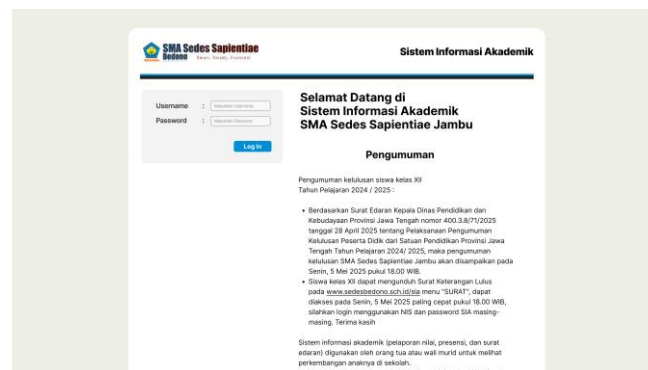 SMA Sedes Sapientiae
Bedono Smart, Steady, Survival
Sistem Informasi Akademik
Username :
Password :
Log In
Selamat Datang di
Sistem Informasi Akademik
SMA Sedes Sapientiae Jambu
Pengumuman
Pengumuman kelulusan siswa kelas XII
Tahun Pelajaran 2024 / 2025 :
• Berdasarkan Surat Edaran Kepala Dinas Pendidikan dan
Kebudayaan Provinsi Jawa Tengah nomor 400.3.8/71/2025
tanggal 28 April 2025 tentang Pelaksanaan Pengumuman
Kelulusan Peserta Didik dari Satuan Pendidikan Provinsi Jawa
Tengah Tahun Pelajaran 2024/ 2025, maka pengumuman
kelulusan SMA Sedes Sapientiae Jambu akan disampaikan pada
Senin, 5 Mei 2025 pukul 18.00 WIB.
• Siswa kelas XII dapat mengunduh Surat Keterangan Lulus
pada www.sedesbedono.sch.id/sia menu "SURAT", dapat
diakses pada Senin, 5 Mei 2025 paling cepat pukul 18.00 WIB,
silahkan login menggunakan NIS dan password SIA masing-
masing. Terima kasih
Sistem informasi akademik (pelaporan nilai, presensi, dan surat
edaran) digunakan oleh orang tua atau wali murid untuk melihat
perkembangan anaknya di sekolah.